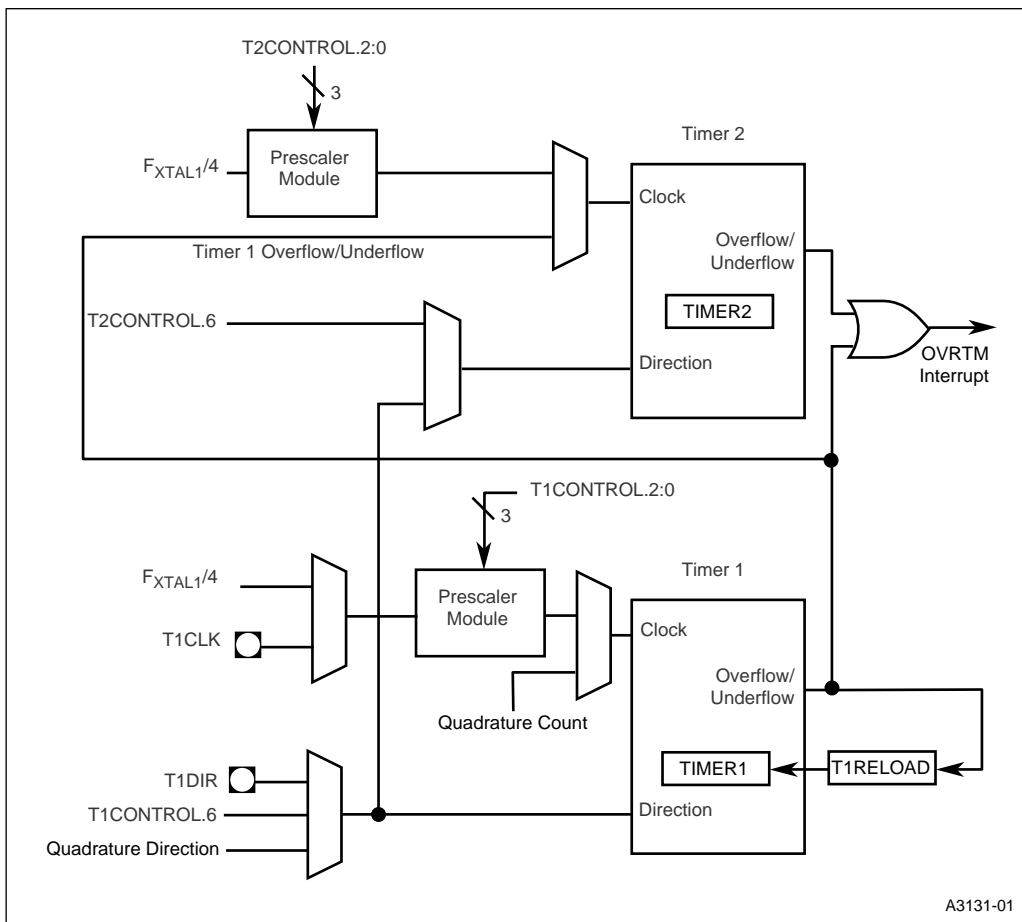 T2CONTROL.2:0
3
Timer 2
FXTAL1/4
Prescaler
Module
Clock
Timer 1 Overflow/Underflow
Overflow/
Underflow
TIMER2
T2CONTROL.6
OVRTM
Interrupt
Direction
T1CONTROL.2:0
3
Timer 1
FXTAL1/4
Prescaler
Module
Clock
T1CLK
Overflow/
Underflow
Quadrature Count
T1DIR
TIMER1
T1RELOAD
T1CONTROL.6
Direction
Quadrature Direction
A3131-01